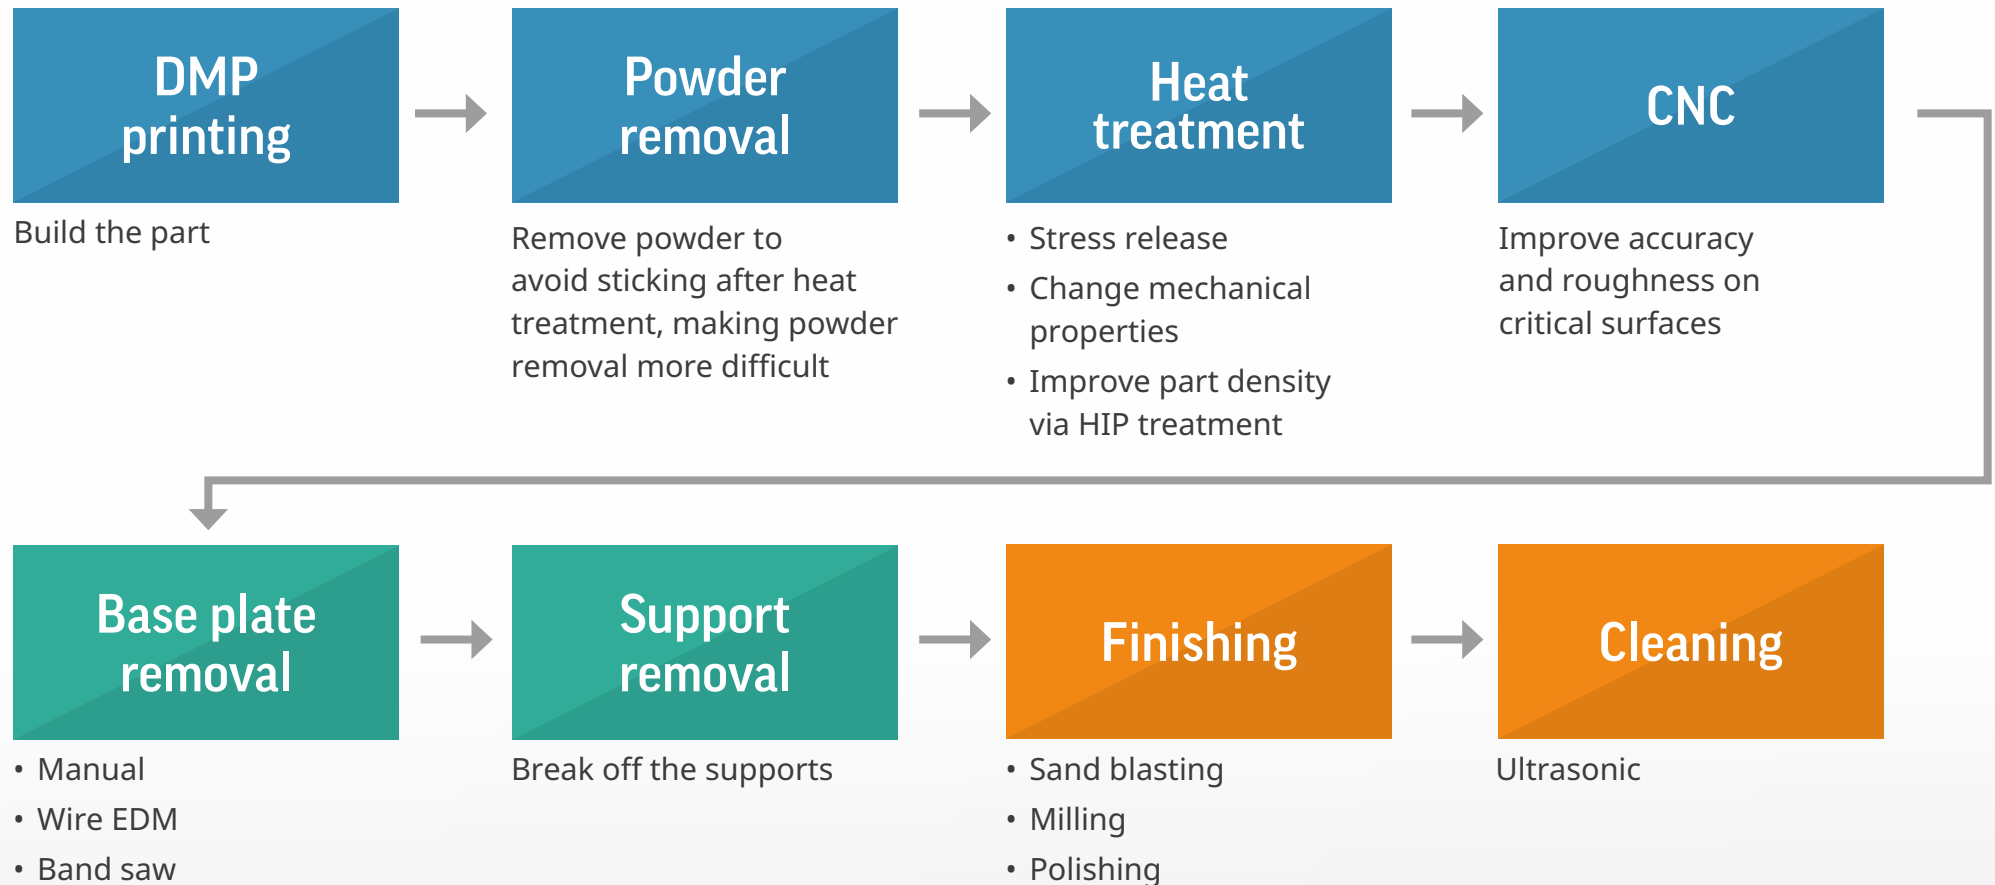 DMP
printing
Powder
removal
Heat
treatment
CNC
Build the part
Remove powder to
avoid sticking after heat
treatment, making powder
removal more difficult
• Stress release
• Change mechanical
properties
• Improve part density
via HIP treatment
Improve accuracy
and roughness on
critical surfaces
Base plate
removal
Support
removal
Finishing
Cleaning
• Manual
• Wire EDM
• Band saw
Break off the supports
• Sand blasting
• Milling
• Polishing
Ultrasonic